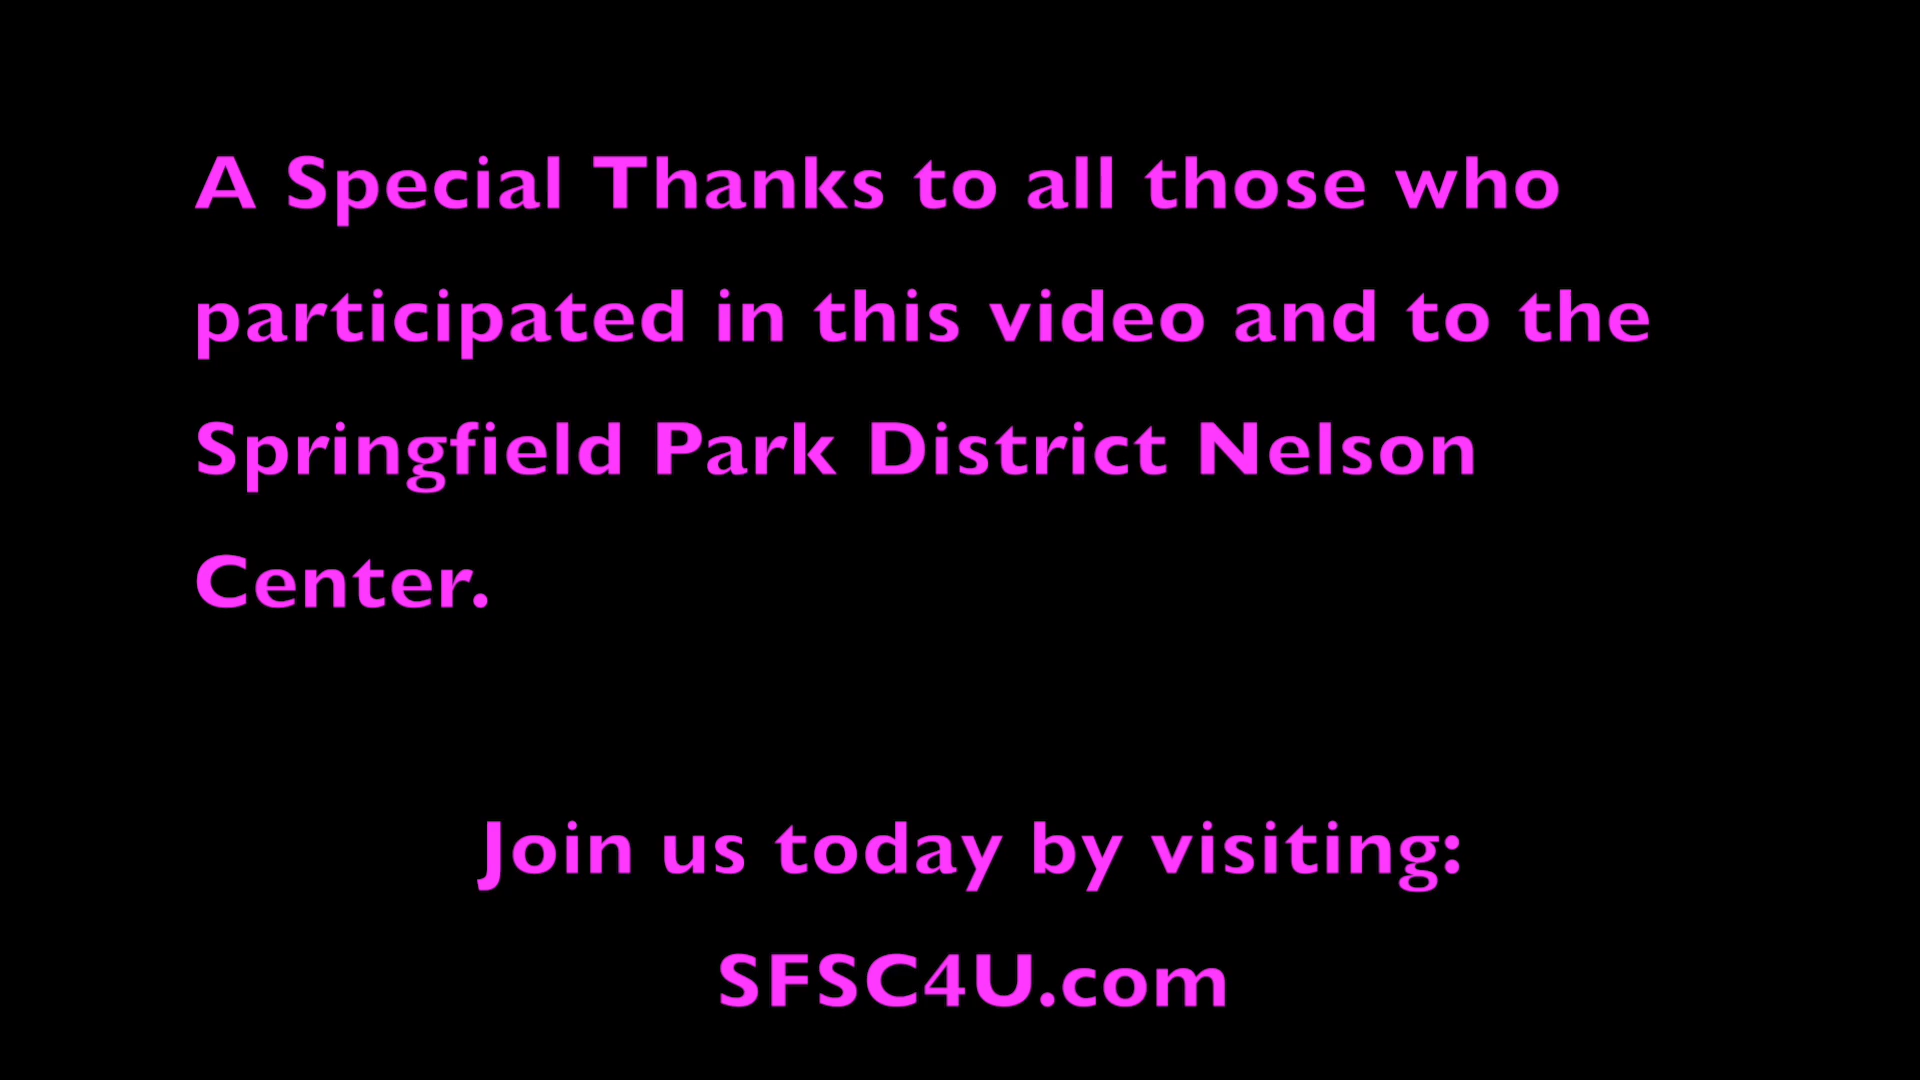 A Special Thanks to all those who
participated in this video and to the
Springfield Park District Nelson
Center.
Join us today by visiting:
SFSC4U.com